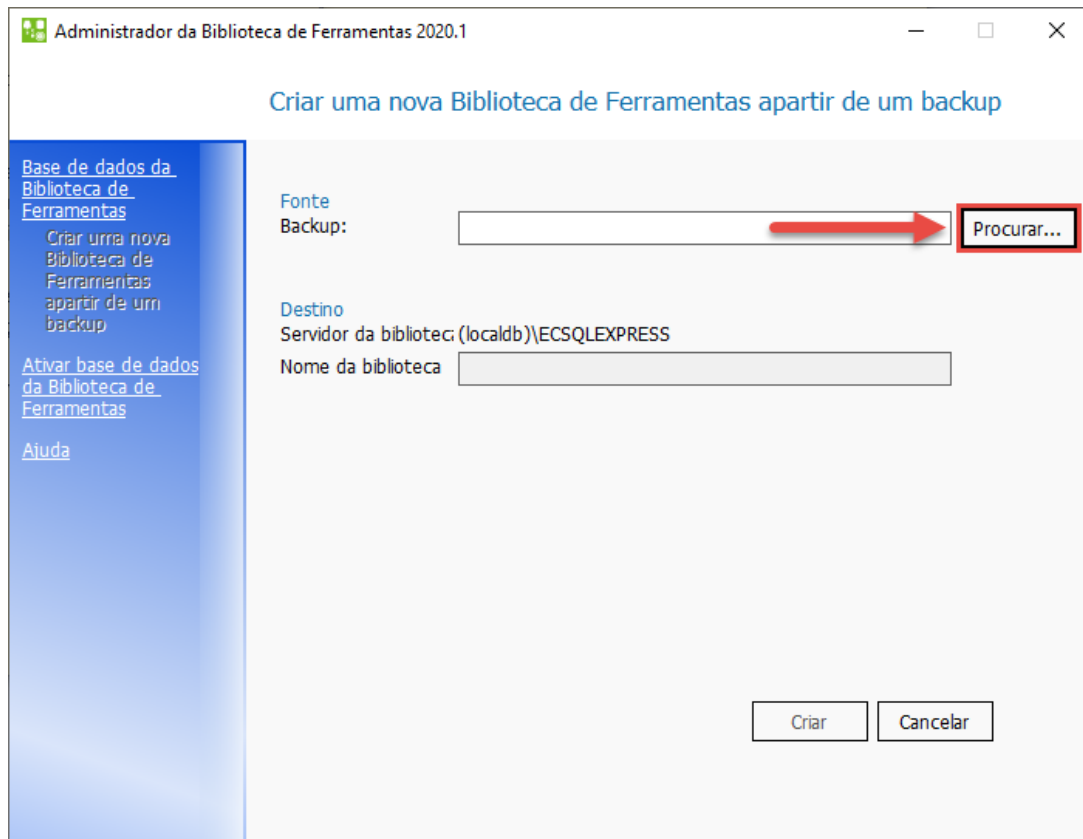 Administrador da Biblioteca de Ferramentas 2020.1
Criar uma nova Biblioteca de Ferramentas apartir de um backup
Base de dados da
Biblioteca de
Ferramentas
Criar uma nova
Biblioteca de
Ferramentas
apartir de um
backup
Ativar base de dados
da Biblioteca de
Ferramentas
Ajuda
Fonte
Backup:
Procurar...
Destino
Servidor da bibliotec (localdb)\ECSQLEXPRESS
Nome da biblioteca
Criar
Cancelar